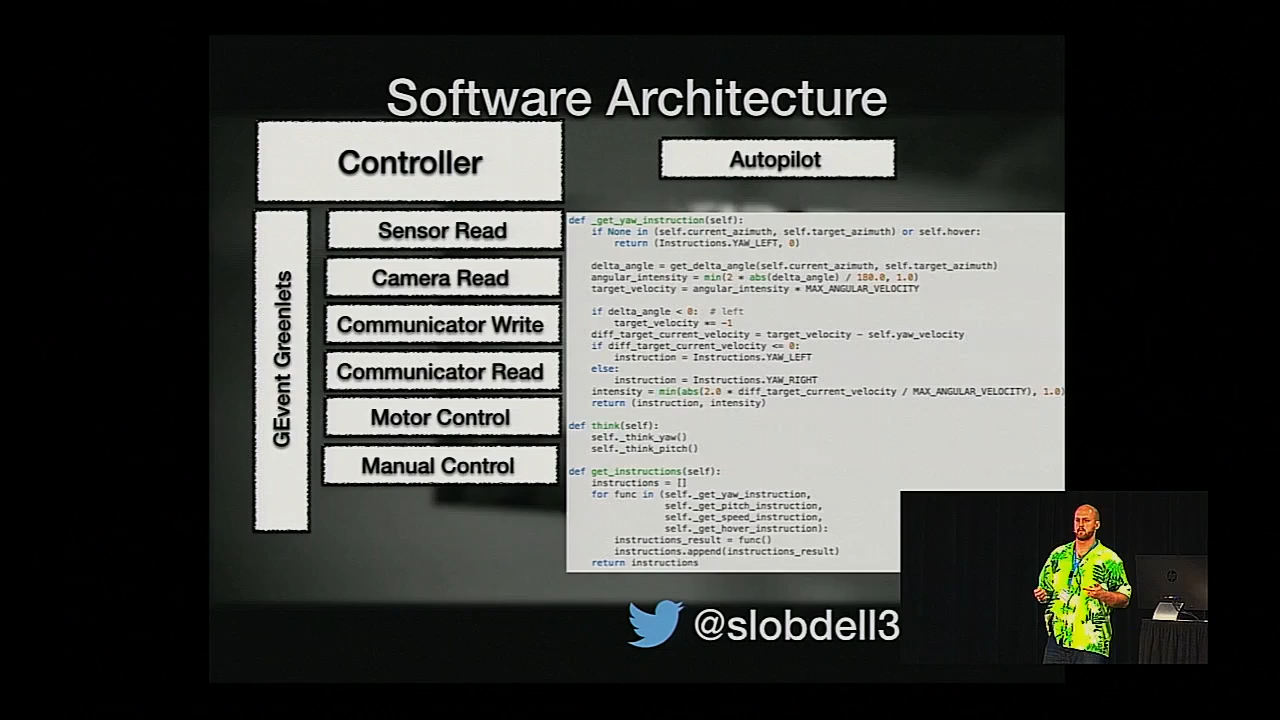 Software Architecture
Controller
Autopilot
GEvent Greenlets
Sensor Read
Camera Read
Communicator Write
Communicator Read
Motor Control
Manual Control
def _get_yaw_instruction(self):
if None in (self.current_azimuth, self.target_azimuth) or self.hover:
return (Instructions.YAW_LEFT, 0)
delta_angle = get_delta_angle(self.current_azimuth, self.target_azimuth)
angular_intensity = min(2 * abs(delta_angle) / 180.0, 1.0)
target_velocity = angular_intensity * MAX_ANGULAR_VELOCITY
if delta_angle < 0: # left
target_velocity *= -1
diff_target_current_velocity = target_velocity - self.yaw_velocity
if diff_target_current_velocity <= 0:
instruction = Instructions.YAW_LEFT
else:
instruction = Instructions.YAW_RIGHT
intensity = min(abs(2.0 * diff_target_current_velocity / MAX_ANGULAR_VELOCITY), 1.0)
return (instruction, intensity)
def think(self):
self._think_yaw()
self._think_pitch()
def get_instructions(self):
instructions = []
for func in (self._get_yaw_instruction,
self._get_pitch_instruction,
self._get_speed_instruction,
self._get_hover_instruction):
instructions_result = func()
instructions.append(instructions_result)
return instructions
@slobdell3
hp